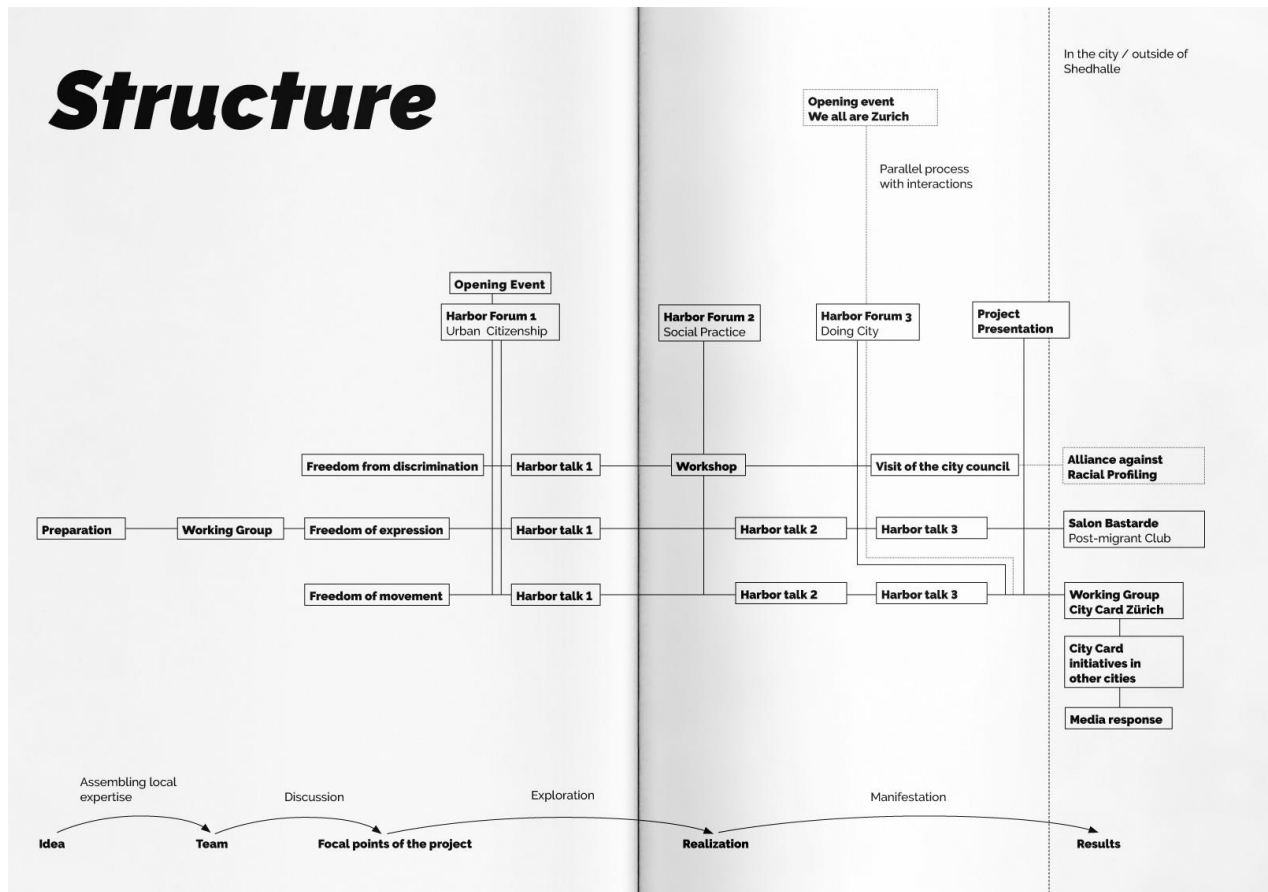 Structure
In the city / outside of
Shedhalle
Opening event
We all are Zurich
Parallel process
with interactions
Opening Event
Harbor Forum 1
Urban Citizenship
Harbor Forum 2
Social Practice
Harbor Forum 3
Doing City
Project
Presentation
Freedom from discrimination
Harbor talk 1
Workshop
Visit of the city council
Alliance against
Racial Profiling
Preparation
Working Group
Freedom of expression
Harbor talk 1
Harbor talk 2
Harbor talk 3
Salon Bastarde
Post-migrant Club
Freedom of movement
Harbor talk 1
Harbor talk 2
Harbor talk 3
Working Group
City Card Zürich
City Card
initiatives in
other cities
Media response
Assembling local
expertise
Discussion
Exploration
Manifestation
Idea
Team
Focal points of the project
Realization
Results